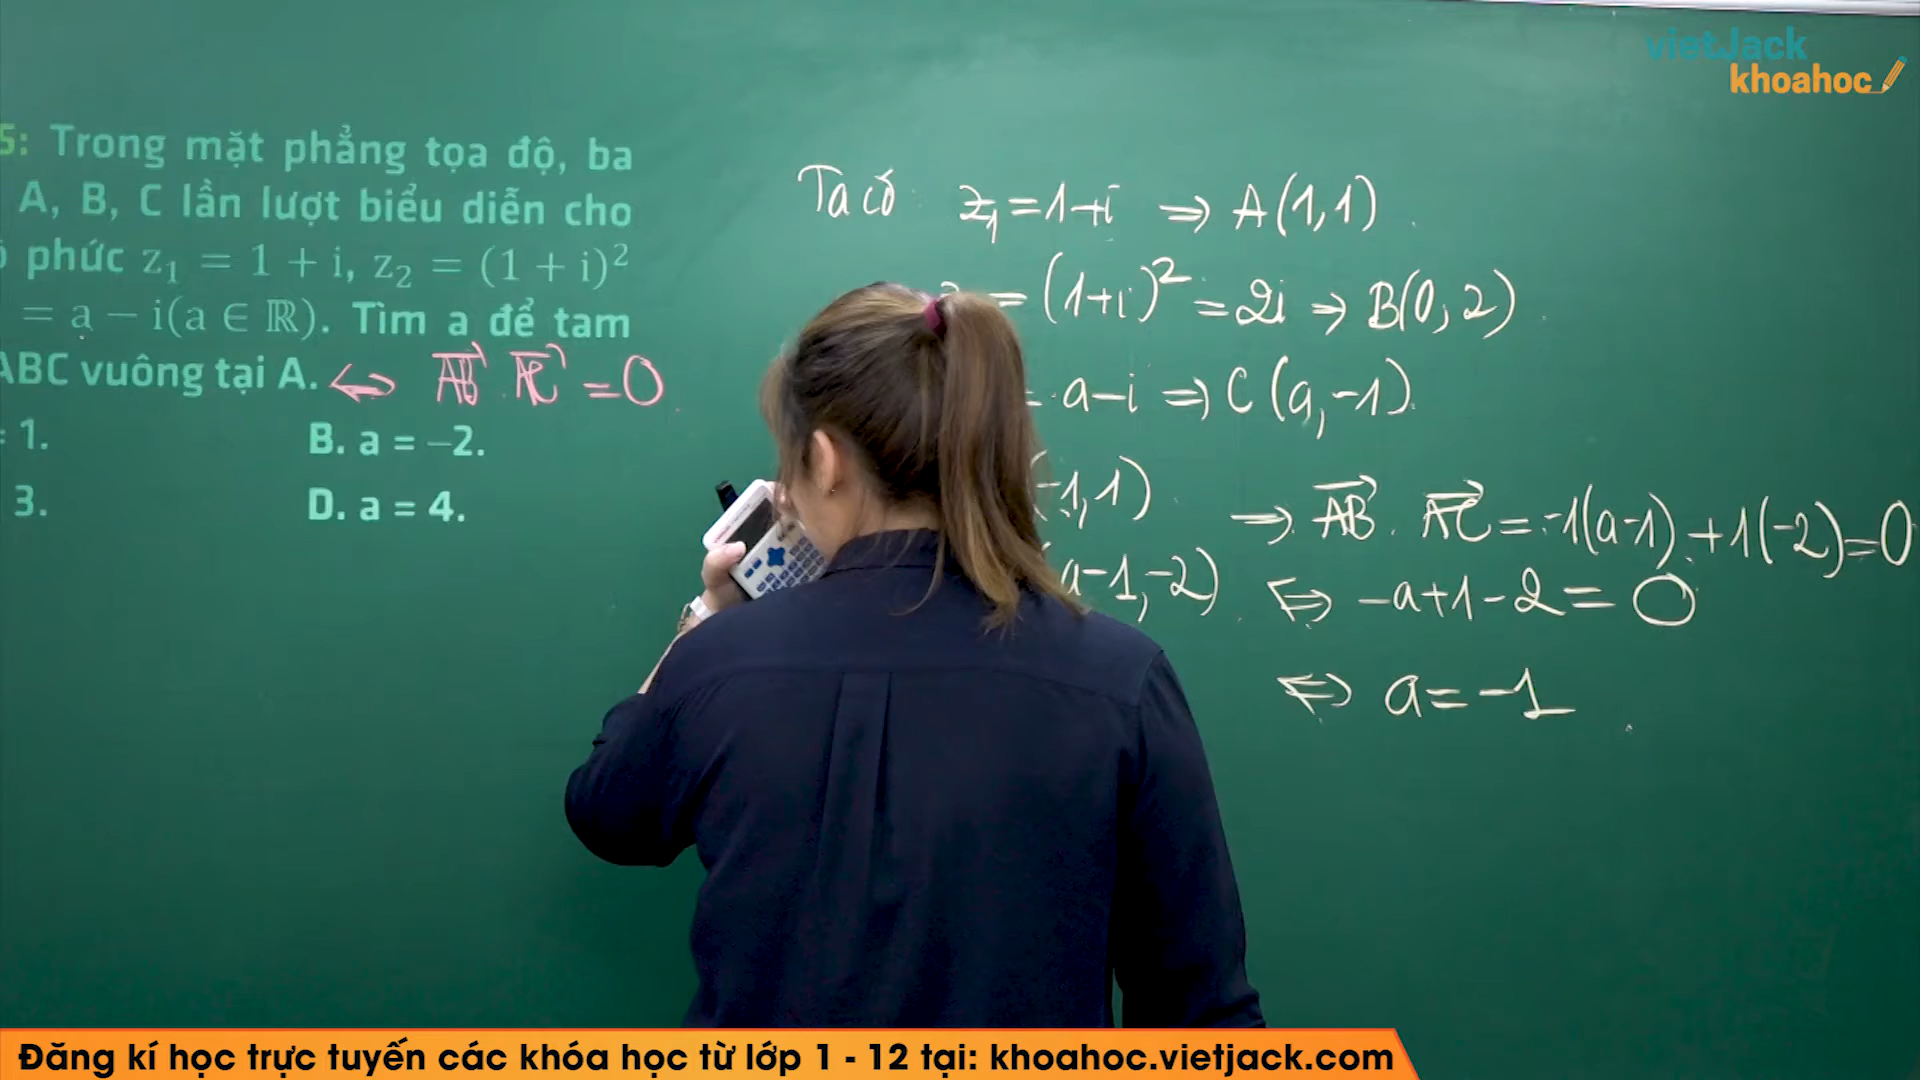 vietJack
khoahoc
5: Trong mặt phẳng tọa độ, ba
A, B, C lần lượt biểu diễn cho
phức z₁ = 1 + i, z₂ = (1 + i)²
= a − i(a ∈ ℝ). Tìm a để tam
ABC vuông tại A. ⇔ AB⃗ . AC⃗ = 0
= 1.
B. a = −2.
3.
D. a = 4.
Ta có: z₁ = 1+i ⇒ A(1,1)
= (1+i)² = 2i ⇒ B(0,2)
= a−i ⇒ C(a,−1)
(−1,1)
(a−1,−2)
⇒ AB⃗ . AC⃗ = −1(a−1)+1(−2)=0
⇔ −a+1−2=0
⇔ a=−1
Đăng kí học trực tuyến các khóa học từ lớp 1 - 12 tại: khoahoc.vietjack.com